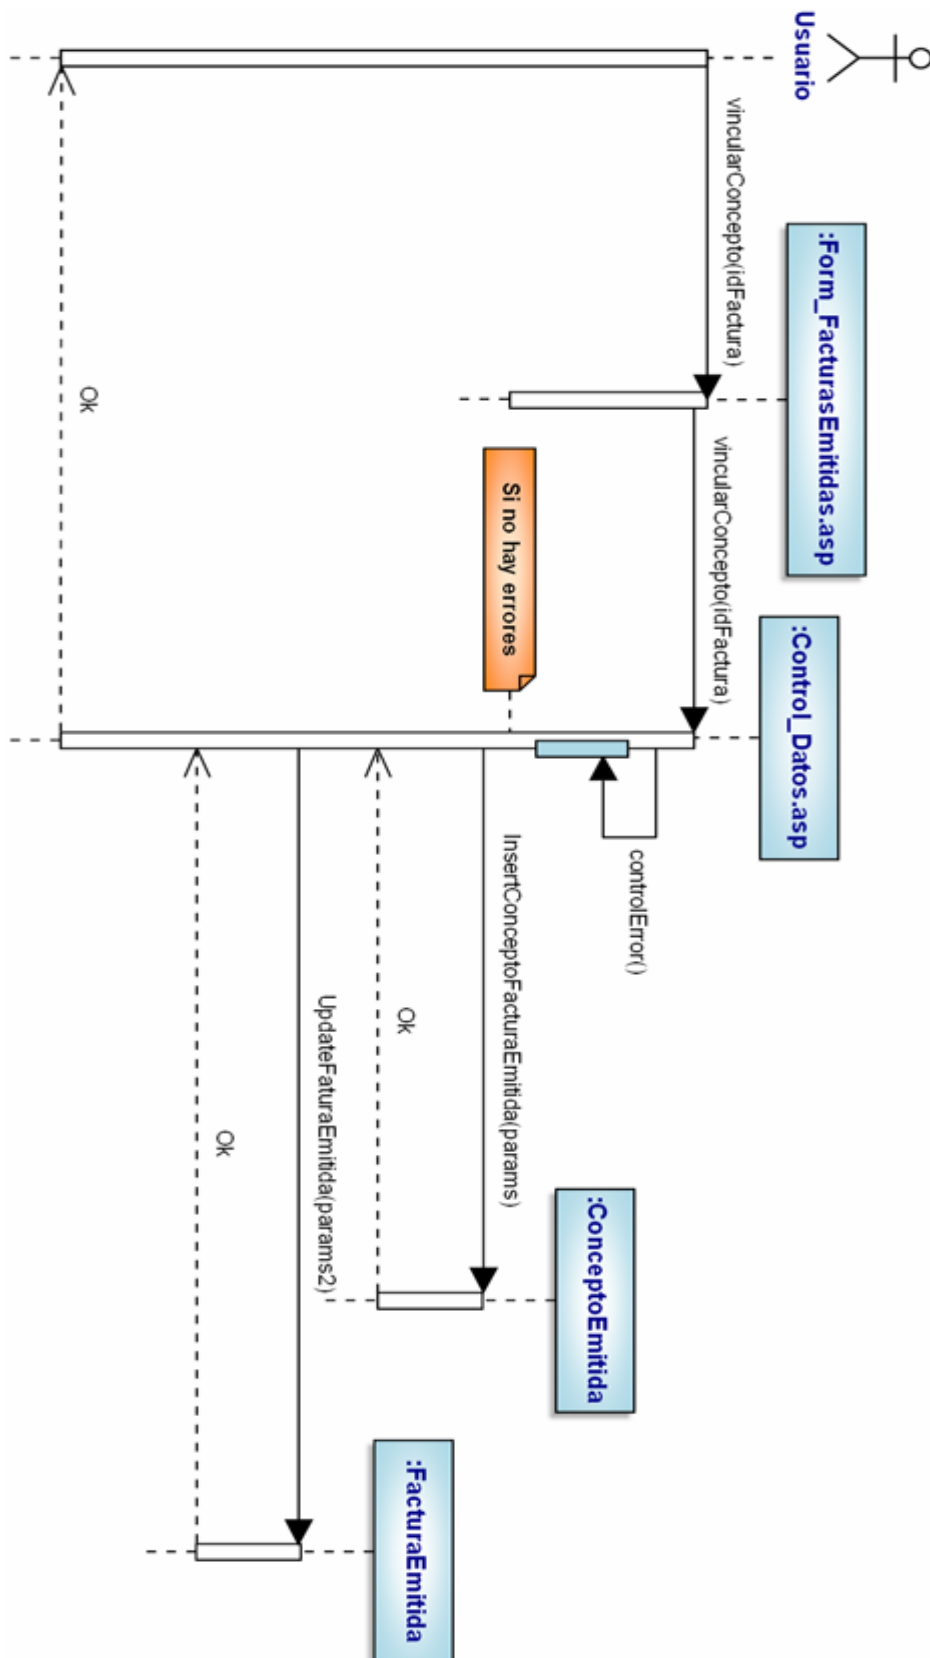 Usuario
:Form_FacturasEmitidas.asp
:Control_Datos.asp
vincularConcepto(idFactura)
vincularConcepto(idFactura)
controlError()
Si no hay errores
:ConceptoEmitida
InsertConceptoFacturaEmitida(params)
Ok
:FacturaEmitida
UpdateFaturaEmitida(params2)
Ok
Ok